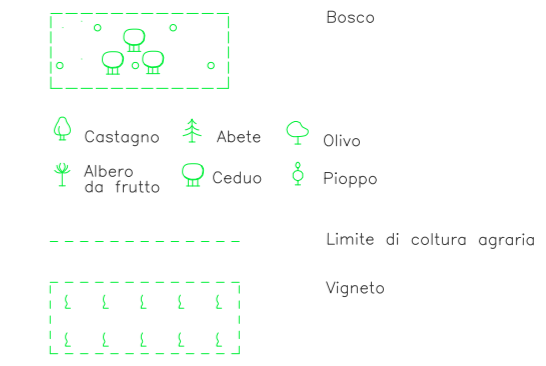 Bosco
Castagno
Abete
Olivo
Albero
da frutto
Ceduo
Pioppo
Limite di coltura agraria
Vigneto